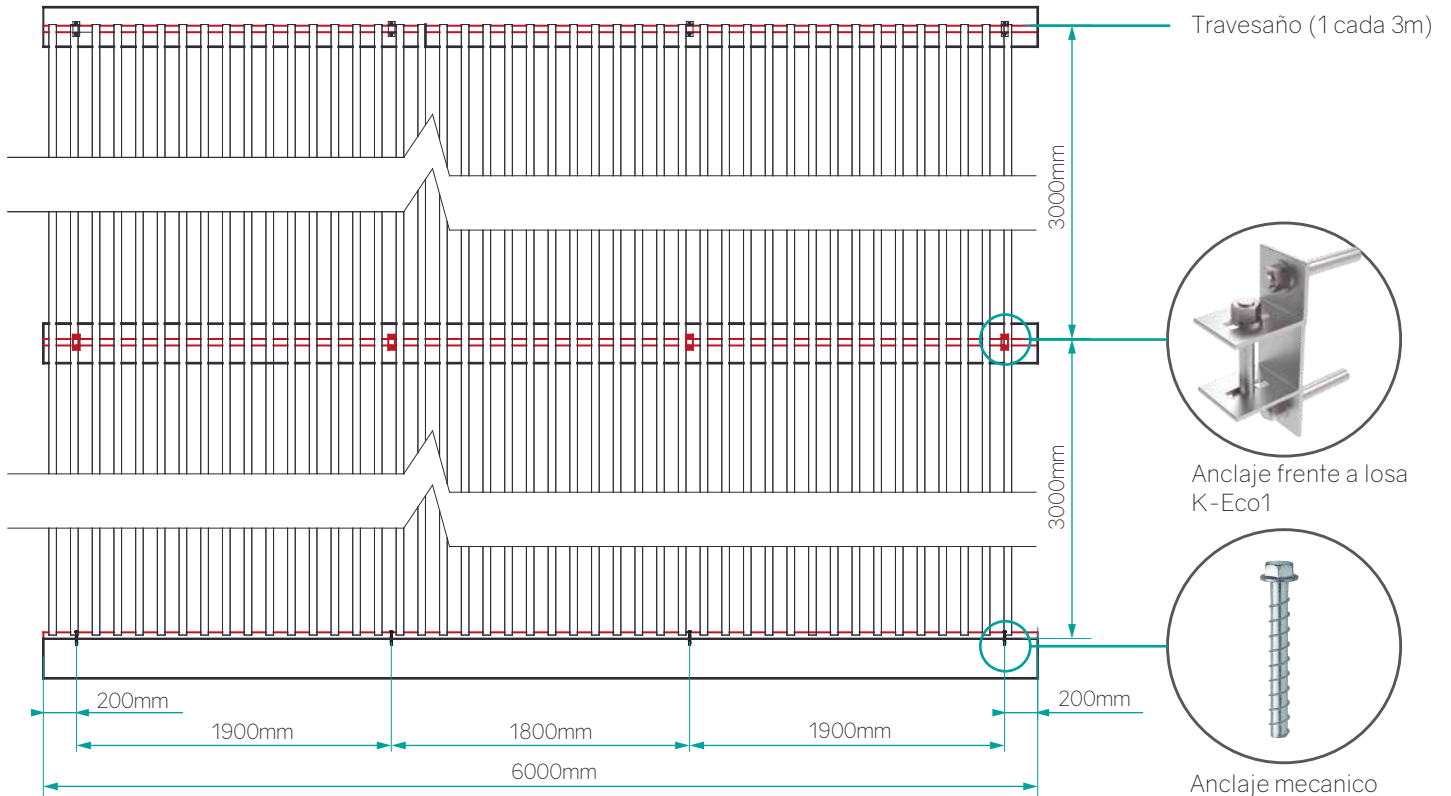 Travesaño (1 cada 3m)
3000mm
Anclaje frente a losa
K-Eco1
3000mm
Anclaje mecanico
200mm
200mm
1900mm
1800mm
1900mm
6000mm